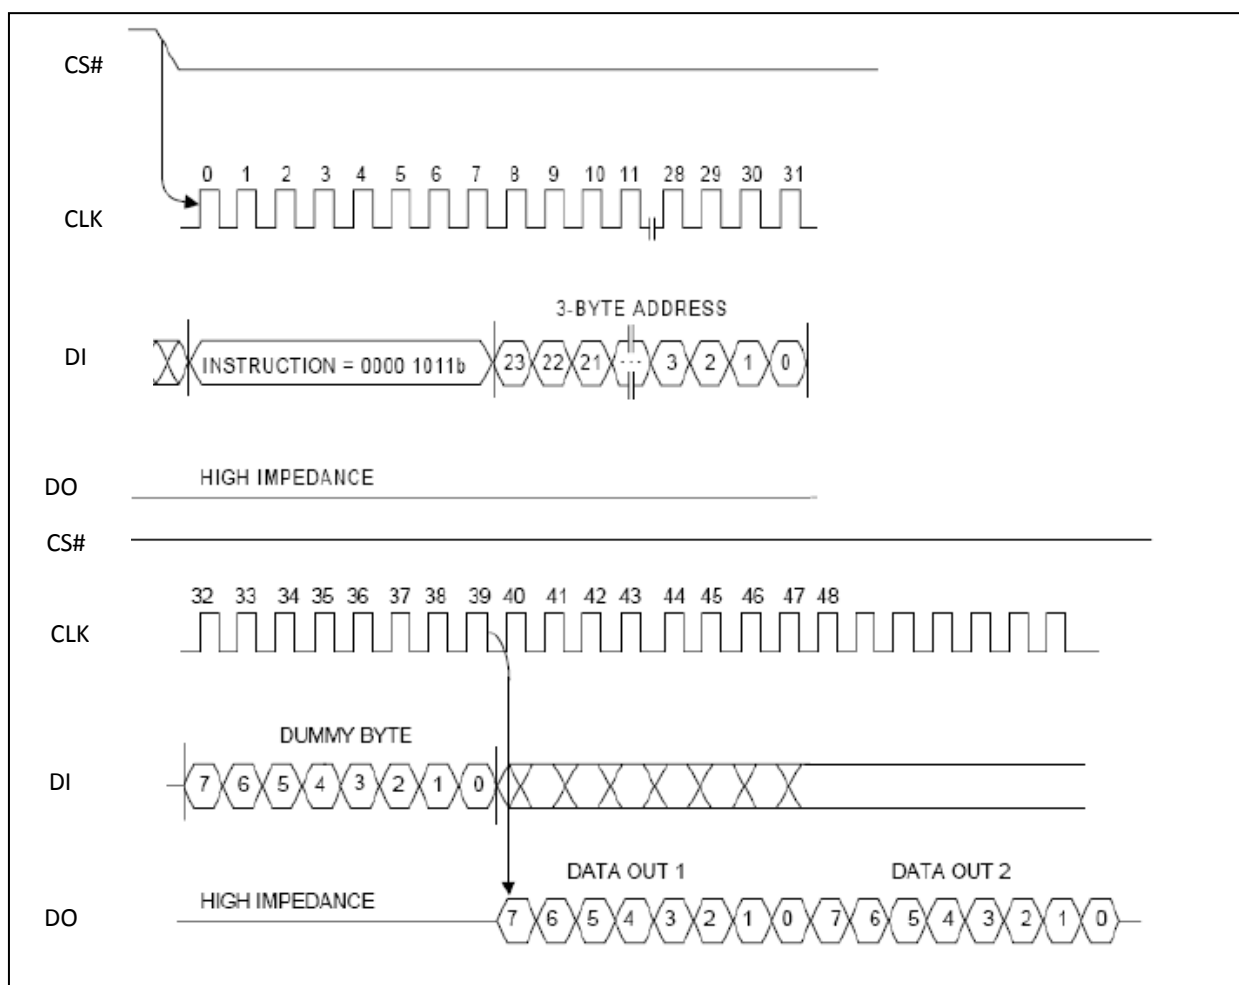 CS#
0 1 2 3 4 5 6 7 8 9 10 11 28 29 30 31
CLK
3-BYTE ADDRESS
DI INSTRUCTION = 0000 1011b 23 22 21 ... 3 2 1 0
HIGH IMPEDANCE
DO
CS#
32 33 34 35 36 37 38 39 40 41 42 43 44 45 46 47 48
CLK
DUMMY BYTE
DI 7 6 5 4 3 2 1 0
DATA OUT 1 DATA OUT 2
HIGH IMPEDANCE
DO 7 6 5 4 3 2 1 0 7 6 5 4 3 2 1 0